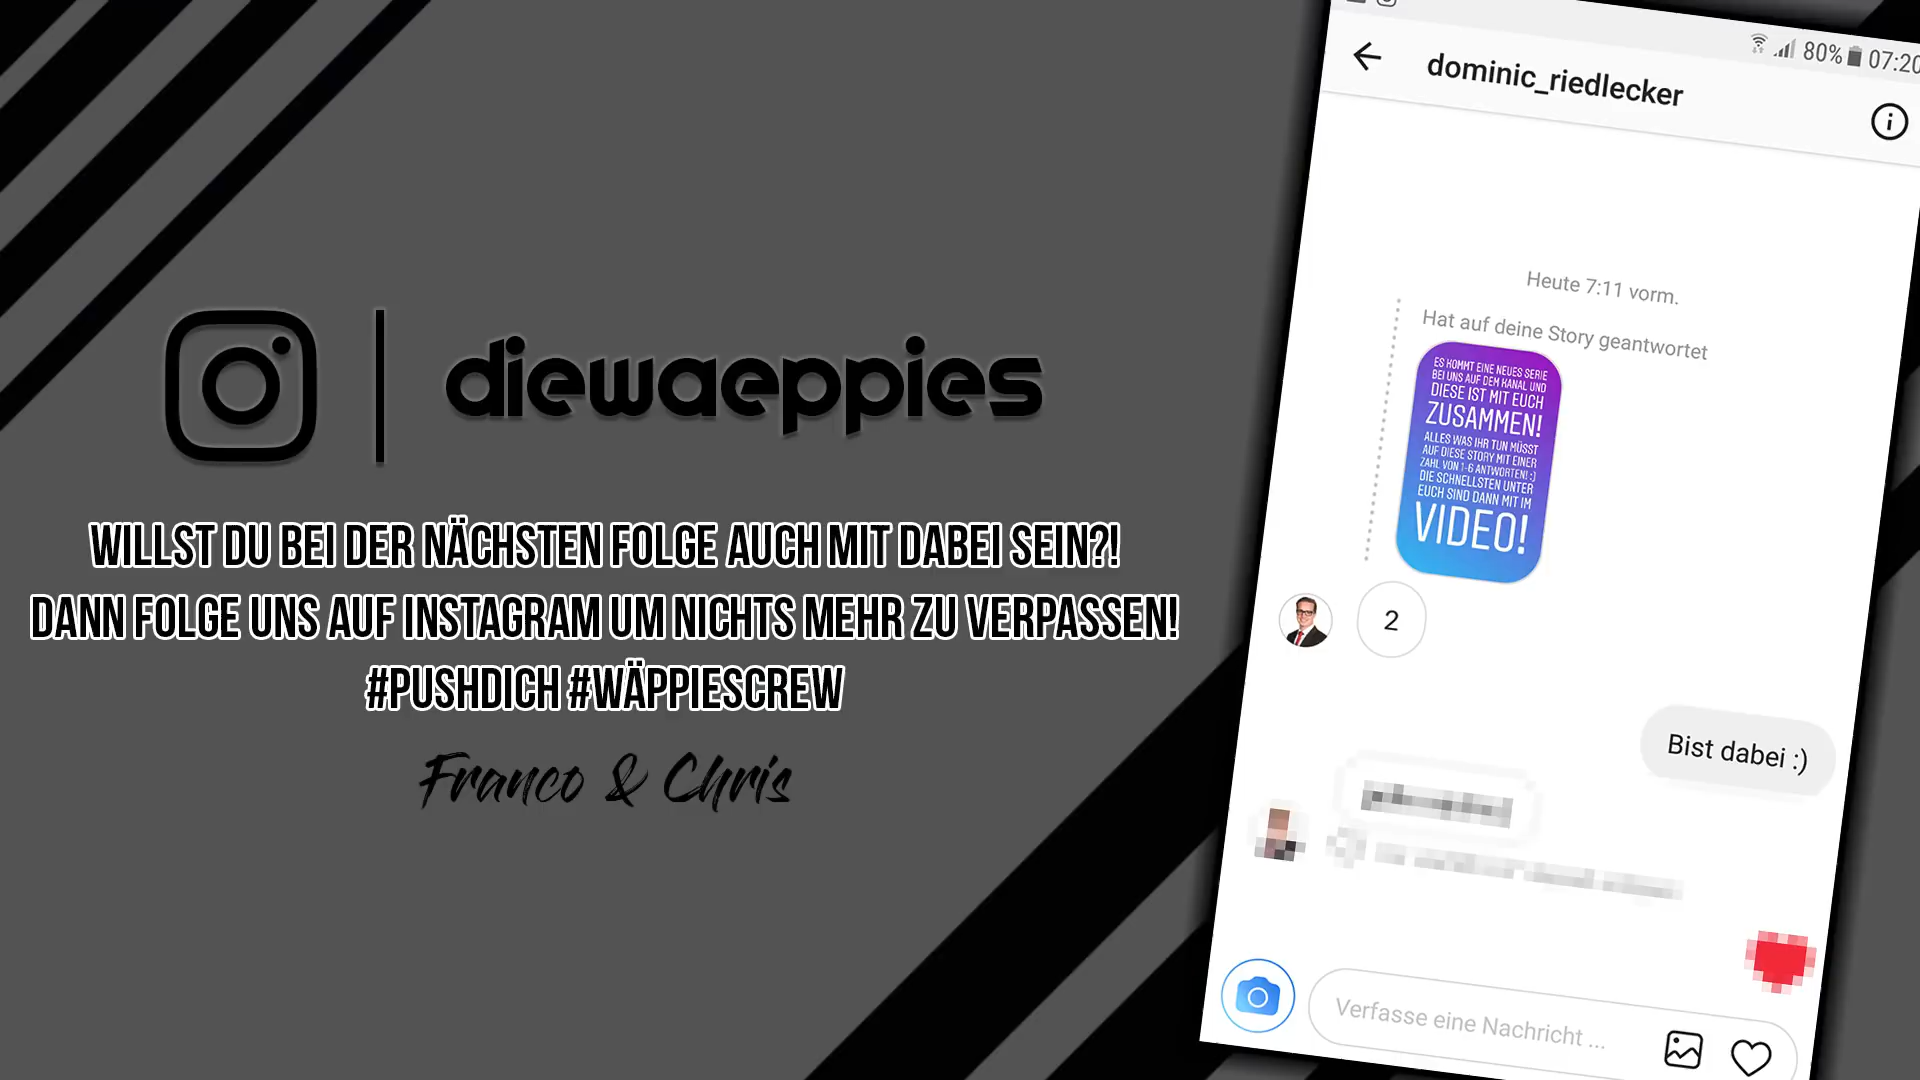 diewaeppies
WILLST DU BEI DER NÄCHSTEN FOLGE AUCH MIT DABEI SEIN?!
DANN FOLGE UNS AUF INSTAGRAM UM NICHTS MEHR ZU VERPASSEN!
#PUSHDICH #WÄPPIESCREW
Franco & Chris
80% 07:20
dominic_riedlecker
Heute 7:11 vorm.
Hat auf deine Story geantwortet
ES KOMMT EINE NEUES SERIE
BEI UNS AUF DEM KANAL UND
DIESE IST MIT EUCH
ZUSAMMEN!
ALLES WAS IHR TUN MÜSST
AUF DIESE STORY MIT EINER
ZAHL VON 1-6 ANTWORTEN! :)
DIE SCHNELLSTEN UNTER
EUCH SIND DANN MIT IM
VIDEO!
2
Bist dabei :)
Verfasse eine Nachricht ...